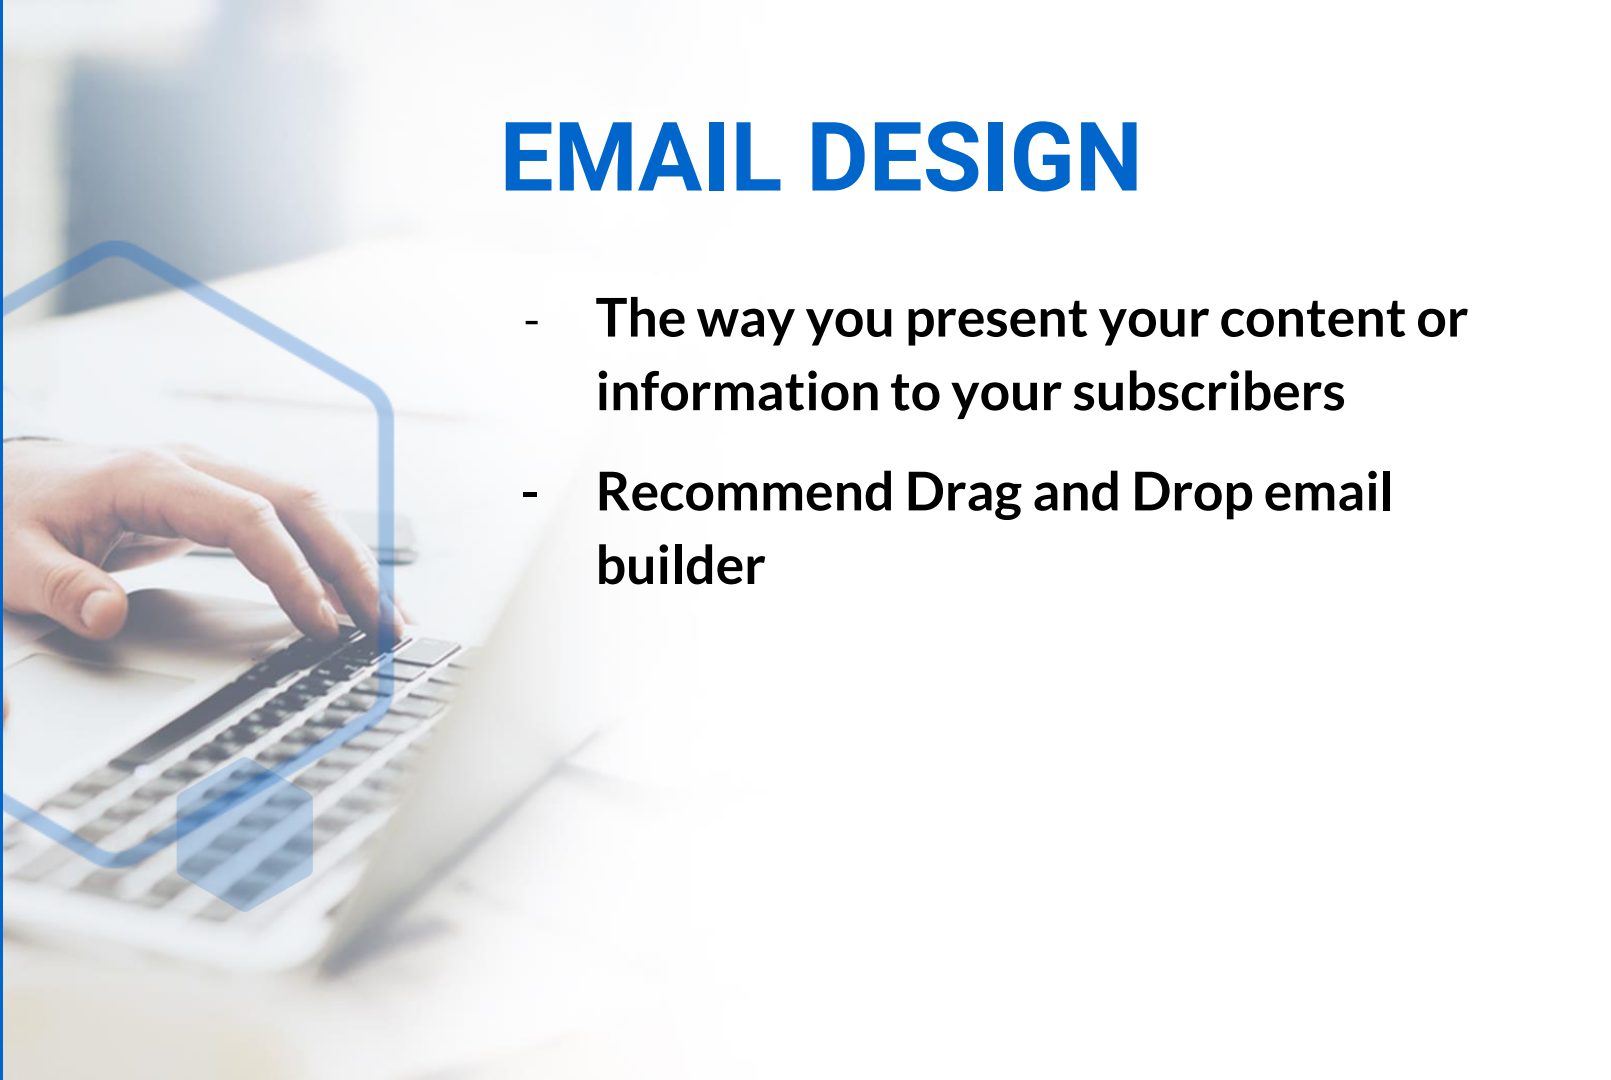 EMAIL DESIGN
- The way you present your content or
information to your subscribers
- Recommend Drag and Drop email
builder